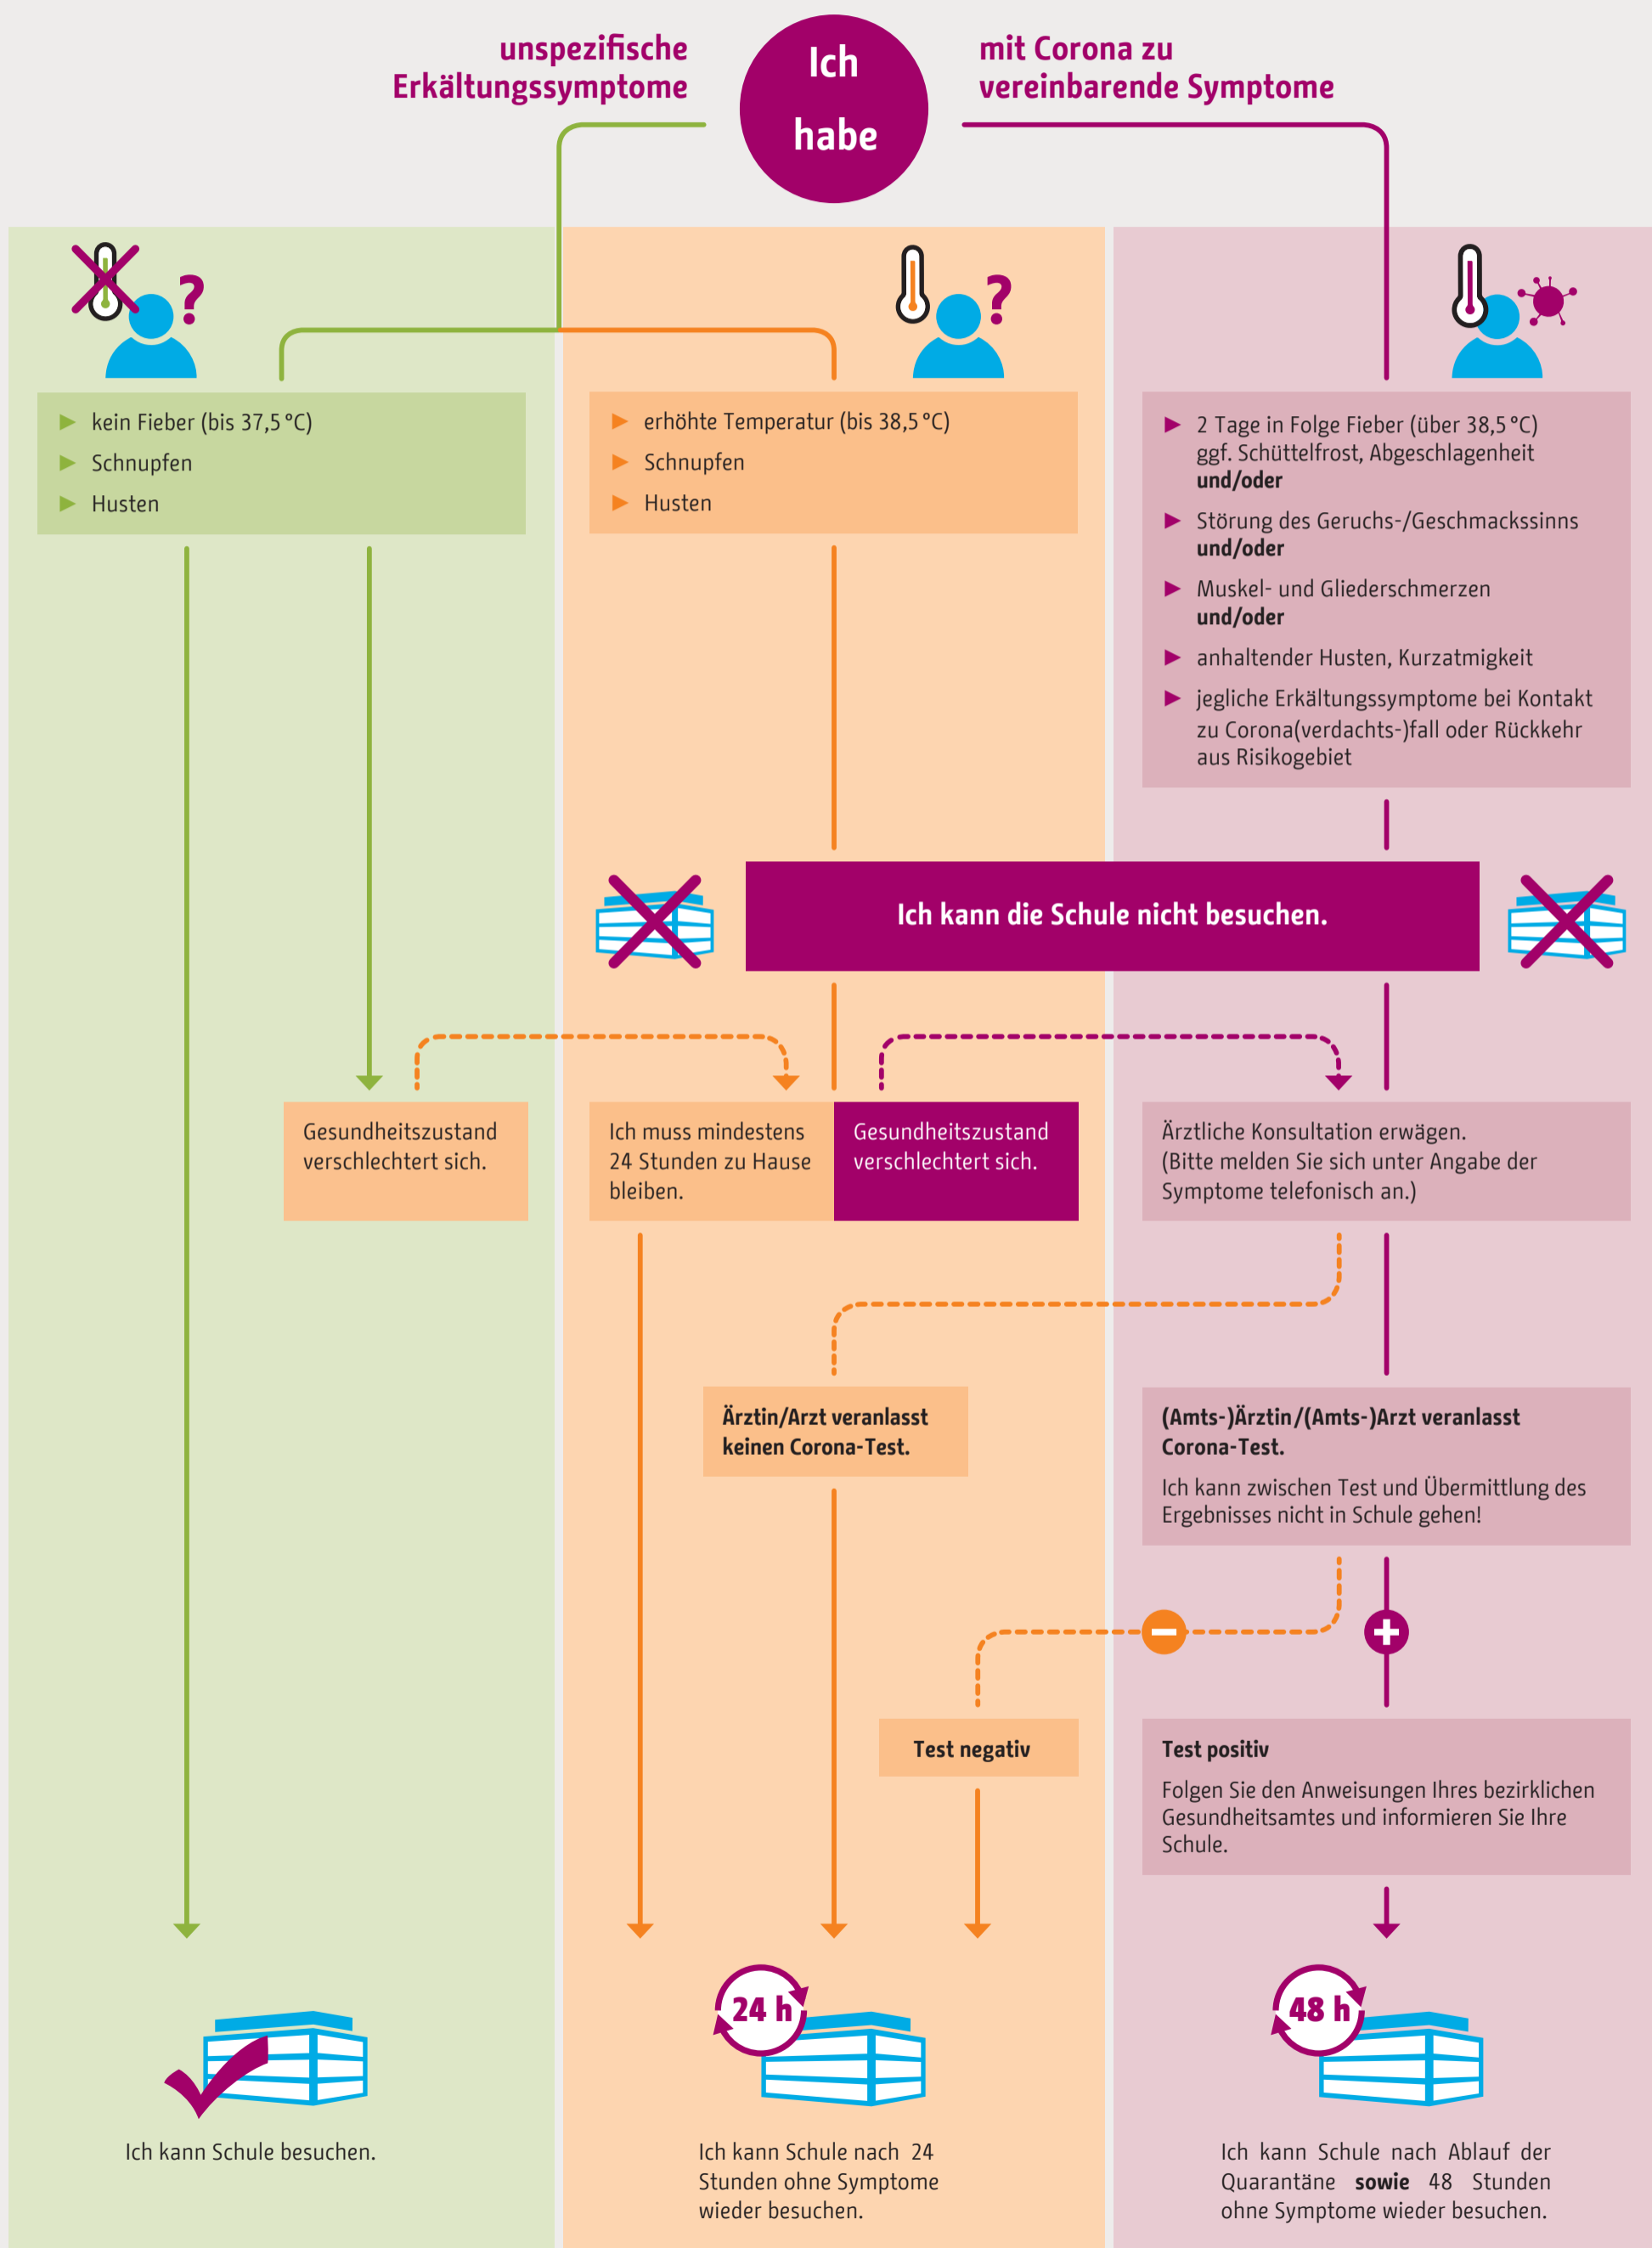 unspezifische
Erkältungssymptome
Ich
habe
mit Corona zu
vereinbarende Symptome
?
?
kein Fieber (bis 37,5 °C)
Schnupfen
Husten
erhöhte Temperatur (bis 38,5 °C)
Schnupfen
Husten
2 Tage in Folge Fieber (über 38,5 °C)
ggf. Schüttelfrost, Abgeschlagenheit
und/oder
Störung des Geruchs-/Geschmackssinns
und/oder
Muskel- und Gliederschmerzen
und/oder
anhaltender Husten, Kurzatmigkeit
jegliche Erkältungssymptome bei Kontakt
zu Corona(verdachts-)fall oder Rückkehr
aus Risikogebiet
Ich kann die Schule nicht besuchen.
Gesundheitszustand
verschlechtert sich.
Ich muss mindestens
24 Stunden zu Hause
bleiben.
Gesundheitszustand
verschlechtert sich.
Ärztliche Konsultation erwägen.
(Bitte melden Sie sich unter Angabe der
Symptome telefonisch an.)
Ärztin/Arzt veranlasst
keinen Corona-Test.
(Amts-)Ärztin/(Amts-)Arzt veranlasst
Corona-Test.
Ich kann zwischen Test und Übermittlung des
Ergebnisses nicht in Schule gehen!
Test negativ
Test positiv
Folgen Sie den Anweisungen Ihres bezirklichen
Gesundheitsamtes und informieren Sie Ihre
Schule.
24 h
48 h
Ich kann Schule besuchen.
Ich kann Schule nach 24
Stunden ohne Symptome
wieder besuchen.
Ich kann Schule nach Ablauf der
Quarantäne sowie 48 Stunden
ohne Symptome wieder besuchen.